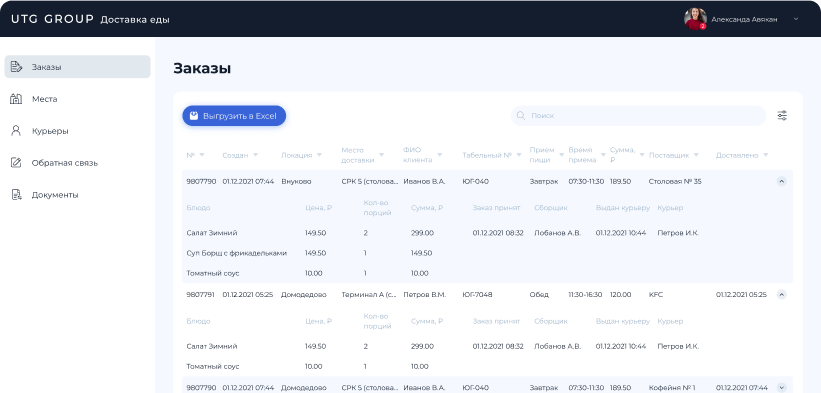 UTG GROUP Доставка еды
Александа Авякан
3
Заказы
Места
Курьеры
Обратная связь
Документы
Заказы
Выгрузить в Excel
Поиск
№ Создан Локация Место доставки ФИО клиента Табельный № Прием пищи Время приема Сумма, ₽ Поставщик Доставлено
9807790 01.12.2021 07:44 Внуково СРК 5 (столова... Иванов В.А. ЮГ-040 Завтрак 07:30-11:30 189.50 Столовая № 35
Блюдо Цена, ₽ Кол-во порций Сумма, ₽ Заказ принят Сборщик Выдан курьеру Курьер
Салат Зимний 149.50 2 299.00 01.12.2021 08:32 Лобанов А.В. 01.12.2021 10:44 Петров И.К.
Суп Борщ с фрикадельками 149.50 1 149.50
Томатный соус 10.00 1 10.00
9807791 01.12.2021 05:25 Домодедово Терминал А (с... Петров В.М. ЮГ-7048 Обед 11:30-16:30 120.00 KFC 01.12.2021 05:25
Блюдо Цена, ₽ Кол-во порций Сумма, ₽ Заказ принят Сборщик Выдан курьеру Курьер
Салат Зимний 149.50 2 299.00 01.12.2021 08:32 Лобанов А.В. 01.12.2021 10:44 Петров И.К.
Томатный соус 10.00 1 10.00
9807790 01.12.2021 07:44 Домодедово СРК 5 (столова... Иванов В.А. ЮГ-040 Завтрак 07:30-11:30 189.50 Кофейня № 1 01.12.2021 07:44